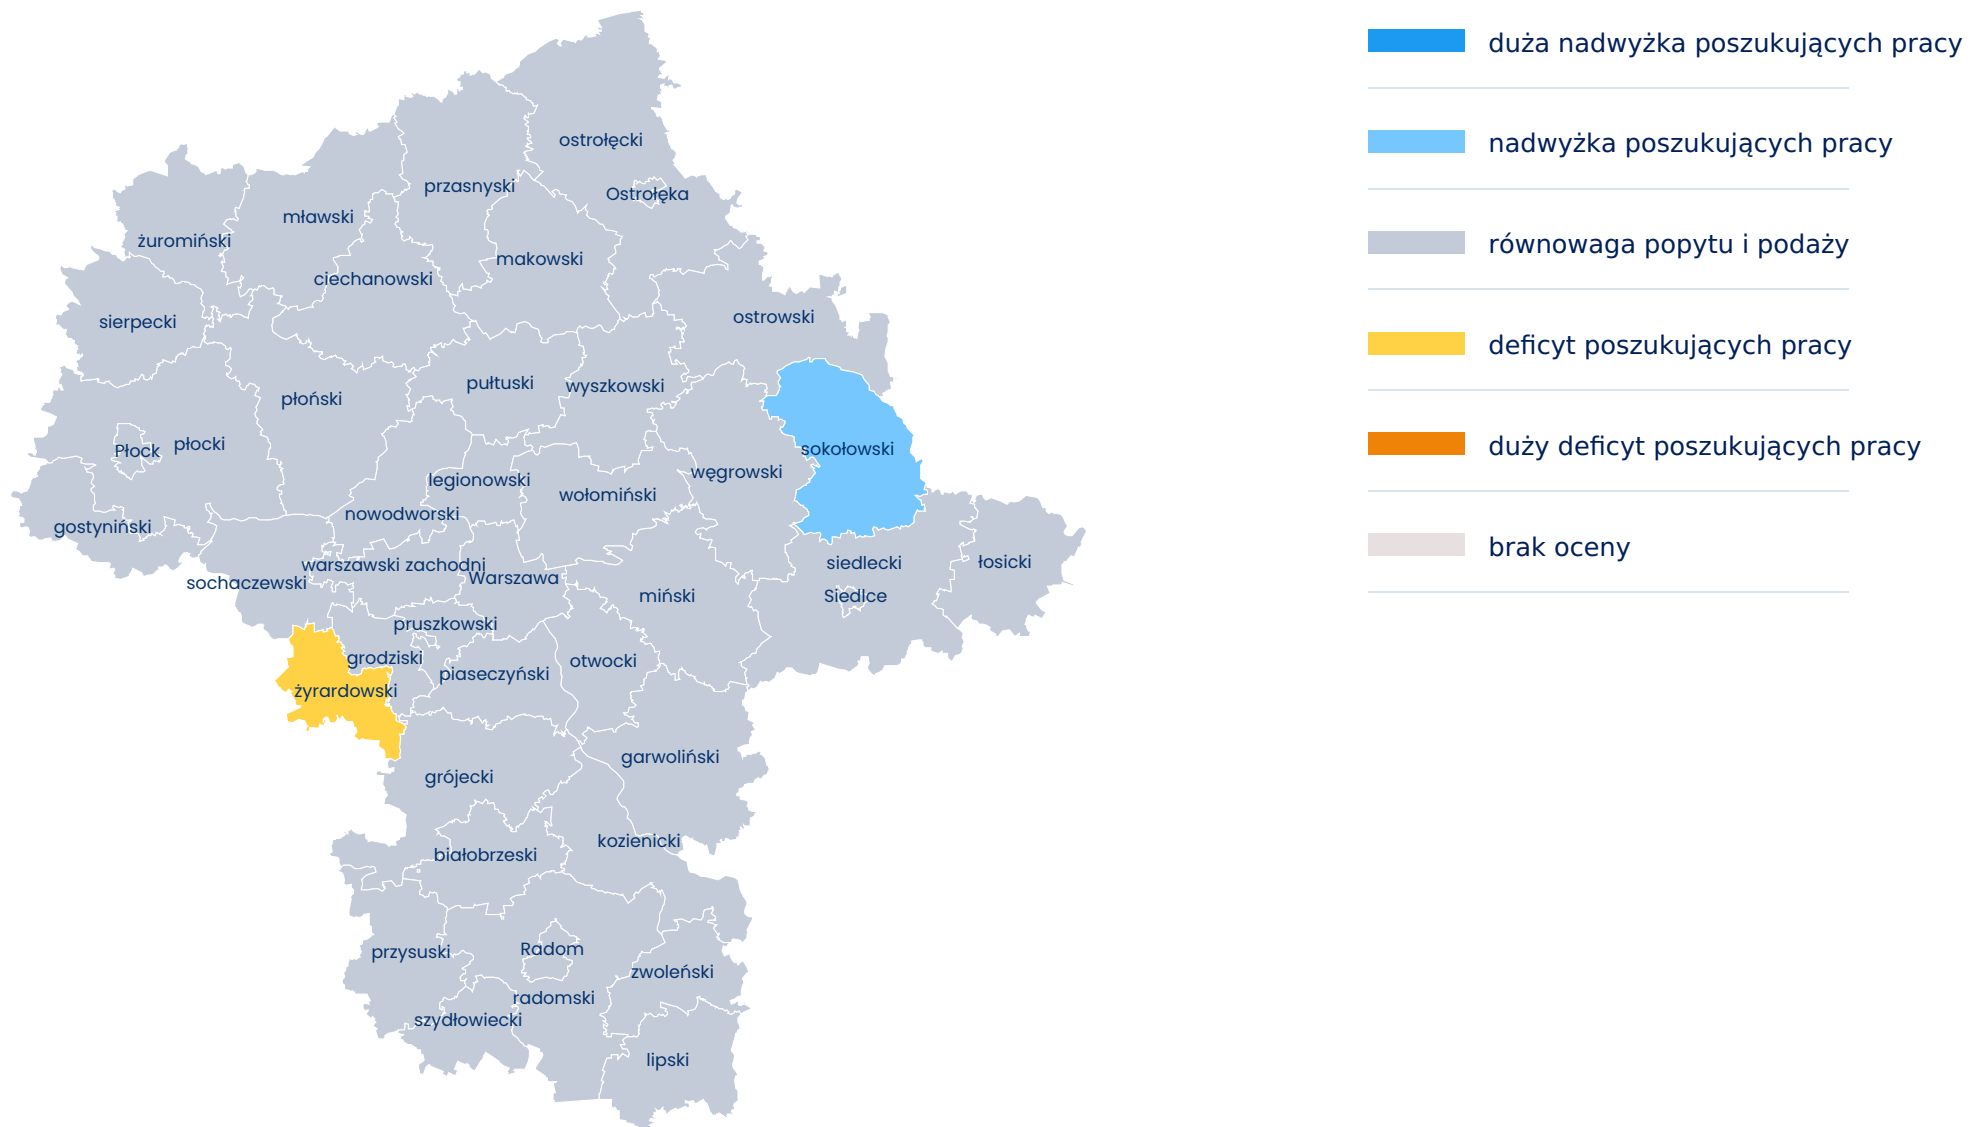 duża nadwyżka poszukujących pracy
nadwyżka poszukujących pracy
równowaga popytu i podaży
deficyt poszukujących pracy
duży deficyt poszukujących pracy
brak oceny
ostrołęcki
przasnyski
Ostrołęka
mławski
żuromiński
makowski
ciechanowski
sierpecki
ostrowski
pułtuski
wyszkowski
płoński
płocki
Płock
sokołowski
węgrowski
legionowski
wołomiński
nowodworski
gostyniński
warszawski zachodni
siedlecki
łosicki
Warszawa
sochaczewski
miński
Siedlce
pruszkowski
grodziski
otwocki
piaseczyński
żyrardowski
garwoliński
grójecki
kozienicki
białobrzeski
przysuski
Radom
zwoleński
radomski
szydłowiecki
lipski